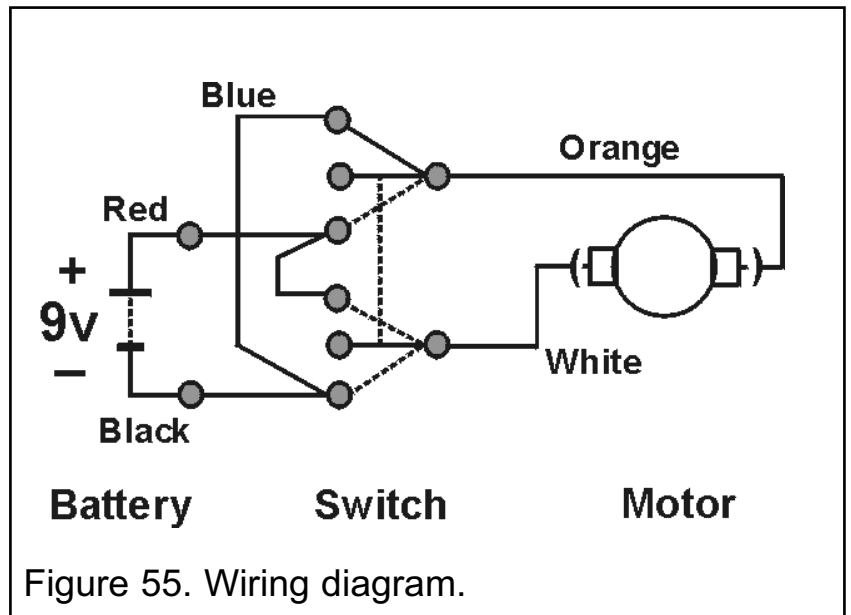 Blue
Orange
Red
+
9v
–
White
Black
Battery Switch Motor
Figure 55. Wiring diagram.